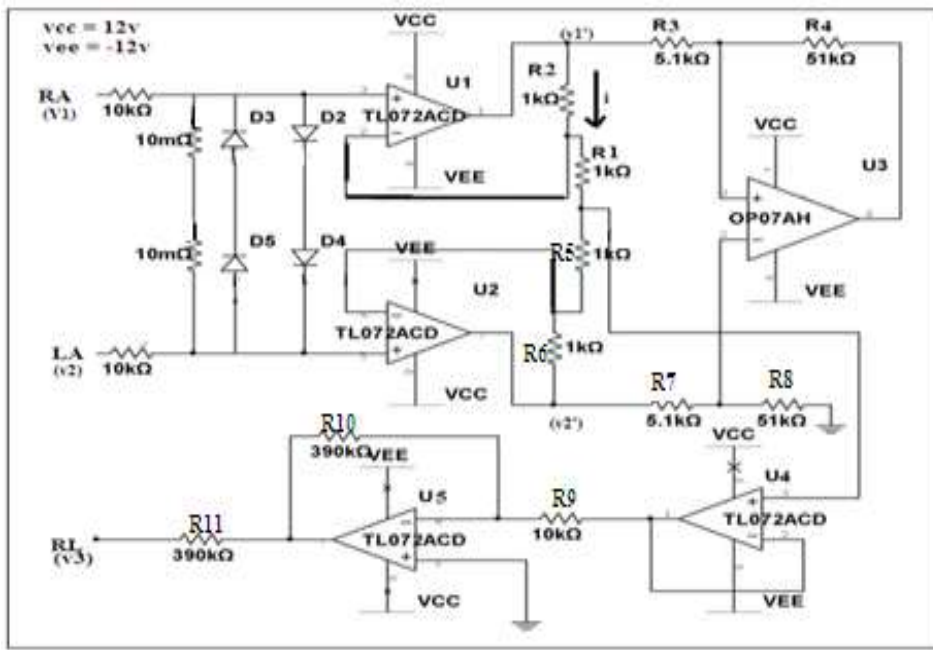 vcc = 12v
vee = -12v
VCC
(v1')
R3
5.1kΩ
R4
51kΩ
RA
(V1)
10kΩ
D3
D2
U1
TL072ACD
R2
1kΩ
i
10mΩ
VEE
R1
1kΩ
VCC
U3
OP07AH
10mΩ
D5
D4
VEE
R5
1kΩ
VEE
U2
TL072ACD
R6
1kΩ
LA
(v2)
10kΩ
VCC
(v2')
R7
5.1kΩ
R8
51kΩ
R10
390kΩ
VEE
VCC
U4
U5
R9
10kΩ
TL072ACD
TL072ACD
RL
(v3)
R11
390kΩ
VCC
VEE